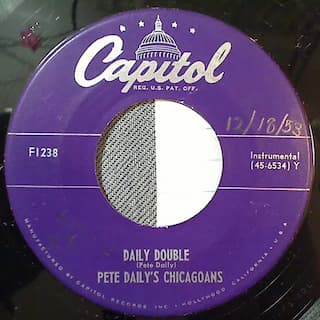 Capitol
REG. U.S. PAT. OFF.
12/18/53
F1238
Instrumental
(45-6534) Y
DAILY DOUBLE
(Pete Daily)
PETE DAILY'S CHICAGOANS
MANUFACTURED BY CAPITOL RECORDS INC. • HOLLYWOOD, CALIFORNIA, U.S.A.